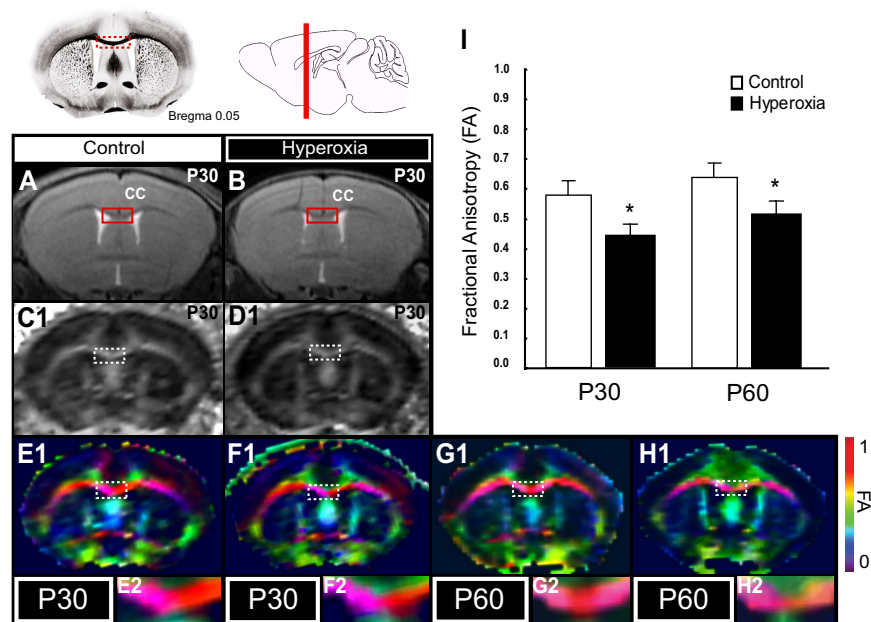 Bregma 0.05
Control
Hyperoxia
A
P30
CC
B
P30
CC
C1
P30
D1
P30
E1
F1
G1
H1
P30
E2
P30
F2
P60
G2
P60
H2
1
FA
0
I
Control
Hyperoxia
Fractional Anisotropy (FA)
1.0
0.9
0.8
0.7
0.6
0.5
0.4
0.3
0.2
0.1
0.0
*
*
P30
P60